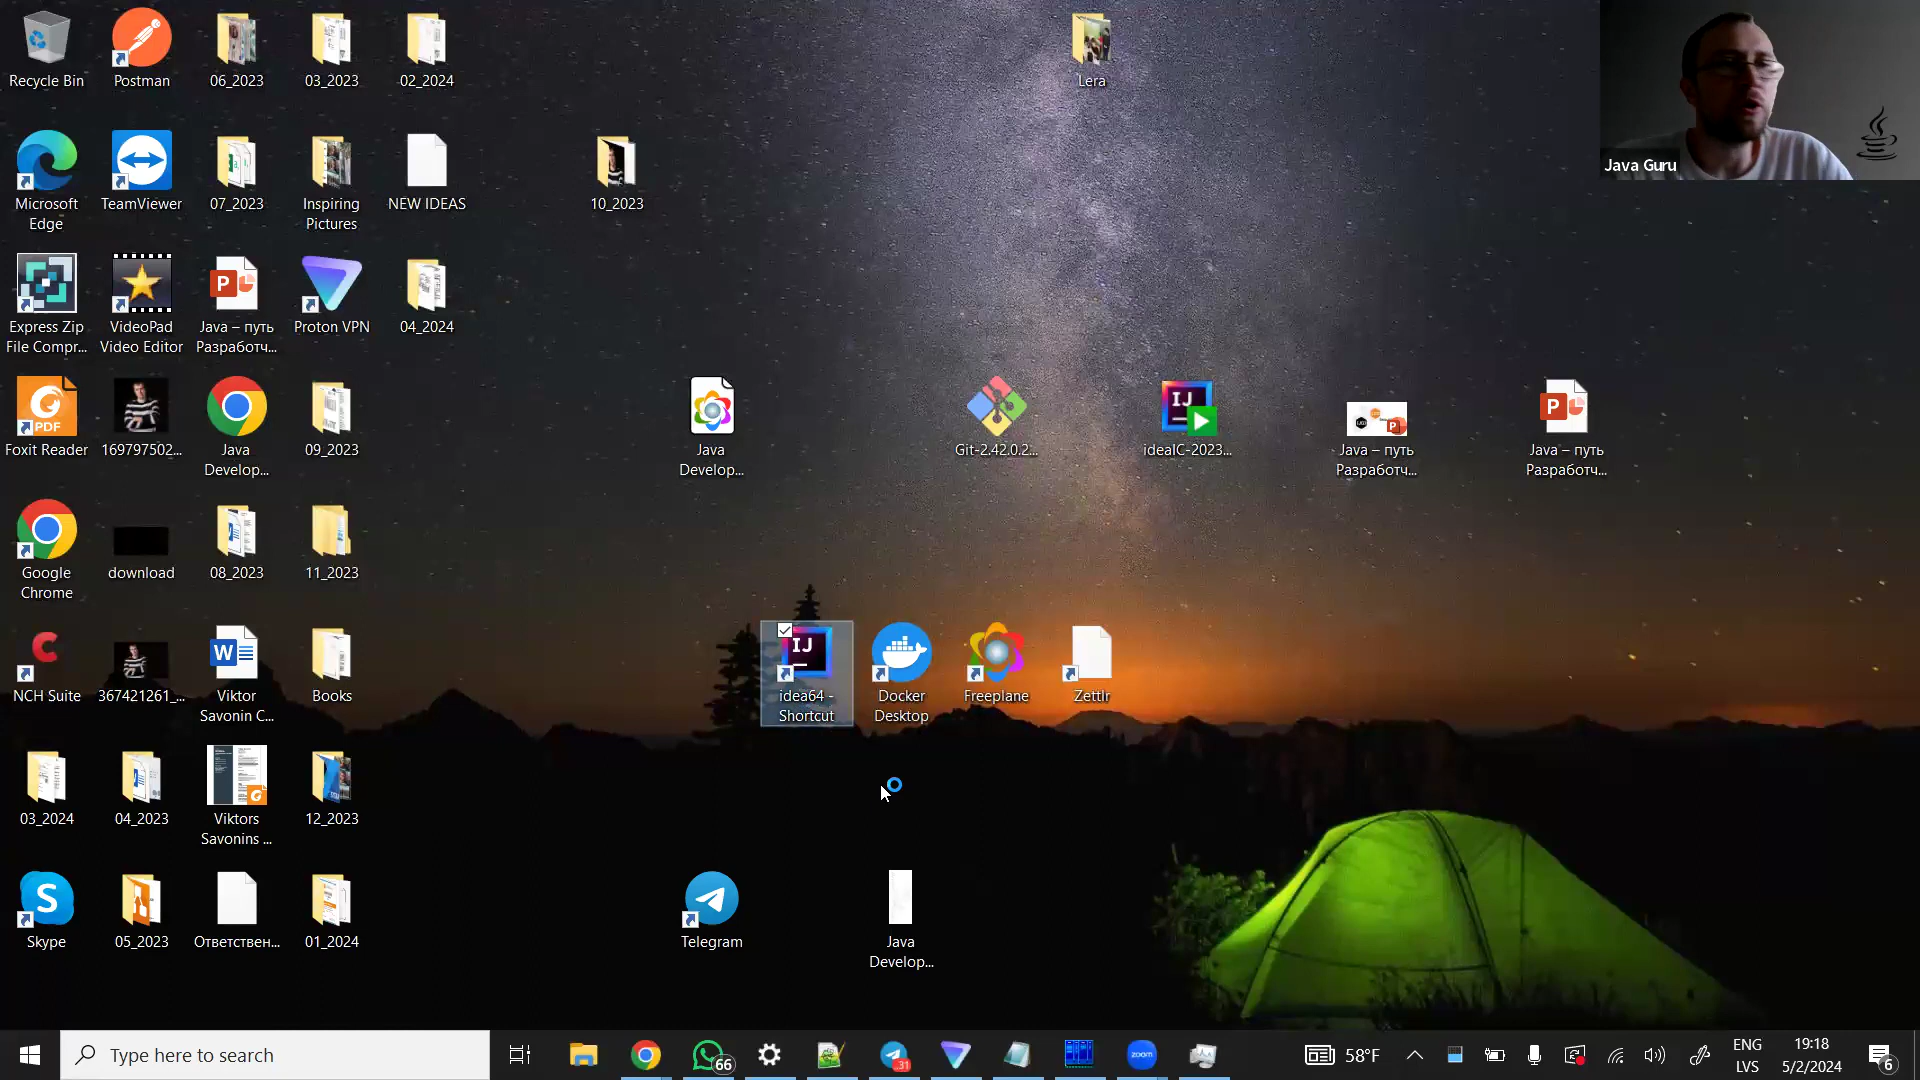 Recycle Bin
Postman
06_2023
03_2023
02_2024
Lera
Java Guru
Microsoft
Edge
TeamViewer
07_2023
Inspiring
Pictures
NEW IDEAS
10_2023
Express Zip
File Compr...
VideoPad
Video Editor
Java – путь
Разработч...
Proton VPN
04_2024
Foxit Reader
169797502...
Java
Develop...
09_2023
Java
Develop...
Git-2.42.0.2...
ideaIC-2023...
Java – путь
Разработч...
Java – путь
Разработч...
Google
Chrome
download
08_2023
11_2023
NCH Suite
367421261_...
Viktor
Savonin C...
Books
idea64 -
Shortcut
Docker
Desktop
Freeplane
Zettlr
03_2024
04_2023
Viktors
Savonins ...
12_2023
Skype
05_2023
Ответствен...
01_2024
Telegram
Java
Develop...
Type here to search
66
31
zoom
58°F
ENG
LVS
19:18
5/2/2024
6